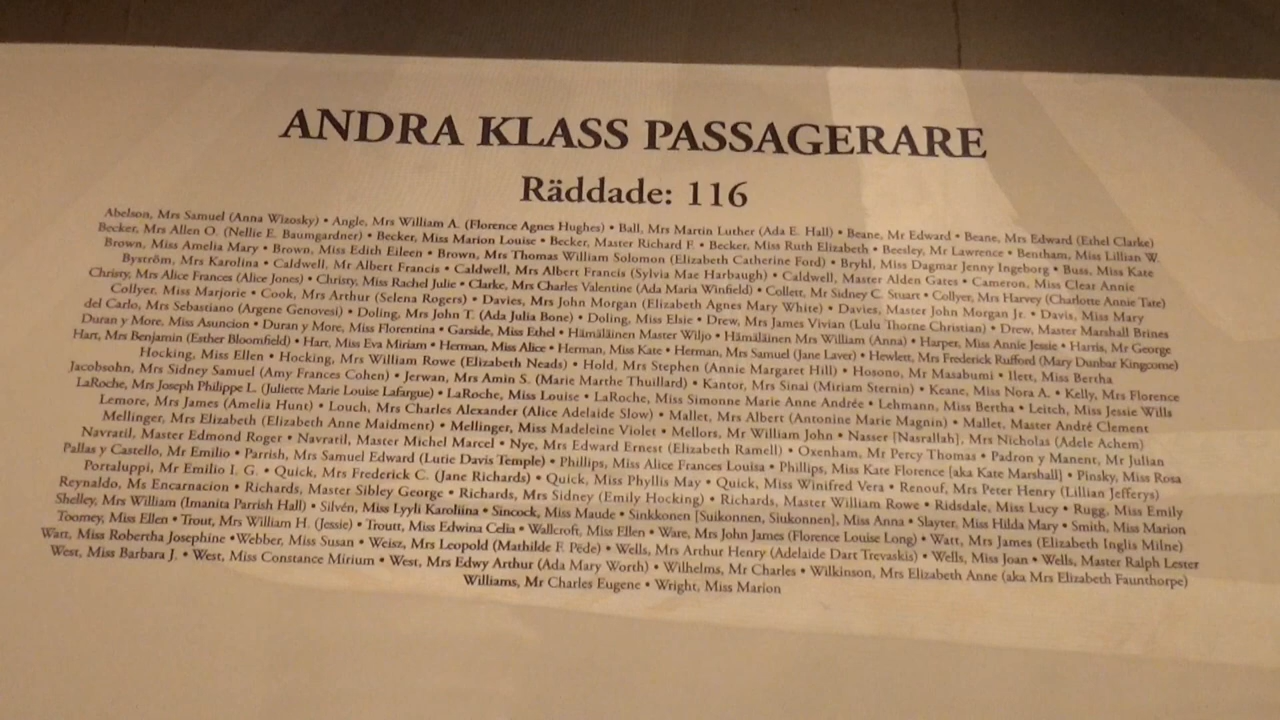 ANDRA KLASS PASSAGERARE
Räddade: 116
Abelson, Mrs Samuel (Anna Wizosky) • Angle, Mrs William A. (Florence Agnes Hughes) • Ball, Mrs Martin Luther (Ada E. Hall) • Beane, Mr Edward • Beane, Mrs Edward (Ethel Clarke)
Becker, Mrs Allen O. (Nellie E. Baumgardner) • Becker, Miss Marion Louise • Becker, Master Richard F. • Becker, Miss Ruth Elizabeth • Beesley, Mr Lawrence • Bentham, Miss Lillian W.
Brown, Miss Amelia Mary • Brown, Miss Edith Eileen • Brown, Mrs Thomas William Solomon (Elizabeth Catherine Ford) • Bryhl, Miss Dagmar Jenny Ingeborg • Buss, Miss Kate
Byström, Mrs Karolina • Caldwell, Mr Albert Francis • Caldwell, Mrs Albert Francis (Sylvia Mae Harbaugh) • Caldwell, Master Alden Gates • Cameron, Miss Clear Annie
Christy, Mrs Alice Frances (Alice Jones) • Christy, Miss Rachel Julie • Clarke, Mrs Charles Valentine (Ada Maria Winfield) • Collett, Mr Sidney C. Stuart • Collyer, Mrs Harvey (Charlotte Annie Tate)
Collyer, Miss Marjorie • Cook, Mrs Arthur (Selena Rogers) • Davies, Mrs John Morgan (Elizabeth Agnes Mary White) • Davies, Master John Morgan Jr. • Davis, Miss Mary
del Carlo, Mrs Sebastiano (Argene Genovesi) • Doling, Mrs John T. (Ada Julia Bone) • Doling, Miss Elsie • Drew, Mrs James Vivian (Lulu Thorne Christian) • Drew, Master Marshall Brines
Duran y More, Miss Asuncion • Duran y More, Miss Florentina • Garside, Miss Ethel • Hämäläinen Master Wiljo • Hämäläinen Mrs William (Anna) • Harper, Miss Annie Jessie • Harris, Mr George
Hart, Mrs Benjamin (Esther Bloomfield) • Hart, Miss Eva Miriam • Herman, Miss Alice • Herman, Miss Kate • Herman, Mrs Samuel (Jane Laver) • Hewlett, Mrs Frederick Rufford (Mary Dunbar Kingcome)
Hocking, Miss Ellen • Hocking, Mrs William Rowe (Elizabeth Neads) • Hold, Mrs Stephen (Annie Margaret Hill) • Hosono, Mr Masabumi • Ilett, Miss Bertha
Jacobsohn, Mrs Sidney Samuel (Amy Frances Cohen) • Jerwan, Mrs Amin S. (Marie Marthe Thuillard) • Kantor, Mrs Sinai (Miriam Sternin) • Keane, Miss Nora A. • Kelly, Mrs Florence
LaRoche, Mrs Joseph Philippe L. (Juliette Marie Louise Lafargue) • LaRoche, Miss Louise • LaRoche, Miss Simonne Marie Anne Andrée • Lehmann, Miss Bertha • Leitch, Miss Jessie Wills
Lemore, Mrs James (Amelia Hunt) • Louch, Mrs Charles Alexander (Alice Adelaide Slow) • Mallet, Mrs Albert (Antonine Marie Magnin) • Mallet, Master André Clement
Mellinger, Mrs Elizabeth (Elizabeth Anne Maidment) • Mellinger, Miss Madeleine Violet • Mellors, Mr William John • Nasser [Nasrallah], Mrs Nicholas (Adele Achem)
Navratil, Master Edmond Roger • Navratil, Master Michel Marcel • Nye, Mrs Edward Ernest (Elizabeth Ramell) • Oxenham, Mr Percy Thomas • Padron y Manent, Mr Julian
Pallas y Castello, Mr Emilio • Parrish, Mrs Samuel Edward (Lutie Davis Temple) • Phillips, Miss Alice Frances Louisa • Phillips, Miss Kate Florence [aka Kate Marshall] • Pinsky, Miss Rosa
Portaluppi, Mr Emilio I. G. • Quick, Mrs Frederick C. (Jane Richards) • Quick, Miss Phyllis May • Quick, Miss Winifred Vera • Renouf, Mrs Peter Henry (Lillian Jefferys)
Reynaldo, Ms Encarnacion • Richards, Master Sibley George • Richards, Mrs Sidney (Emily Hocking) • Richards, Master William Rowe • Ridsdale, Miss Lucy • Rugg, Miss Emily
Shelley, Mrs William (Imanita Parrish Hall) • Silvén, Miss Lyyli Karoliina • Sincock, Miss Maude • Sinkkonen [Suikonnen, Siukonnen], Miss Anna • Slayter, Miss Hilda Mary • Smith, Miss Marion
Toomey, Miss Ellen • Trout, Mrs William H. (Jessie) • Troutt, Miss Edwina Celia • Wallcroft, Miss Ellen • Ware, Mrs John James (Florence Louise Long) • Watt, Mrs James (Elizabeth Inglis Milne)
Watt, Miss Robertha Josephine •Webber, Miss Susan • Weisz, Mrs Leopold (Mathilde F. Pëde) • Wells, Mrs Arthur Henry (Adelaide Dart Trevaskis) • Wells, Miss Joan • Wells, Master Ralph Lester
West, Miss Barbara J. • West, Miss Constance Mirium • West, Mrs Edwy Arthur (Ada Mary Worth) • Wilhelms, Mr Charles • Wilkinson, Mrs Elizabeth Anne (aka Mrs Elizabeth Faunthorpe)
Williams, Mr Charles Eugene • Wright, Miss Marion